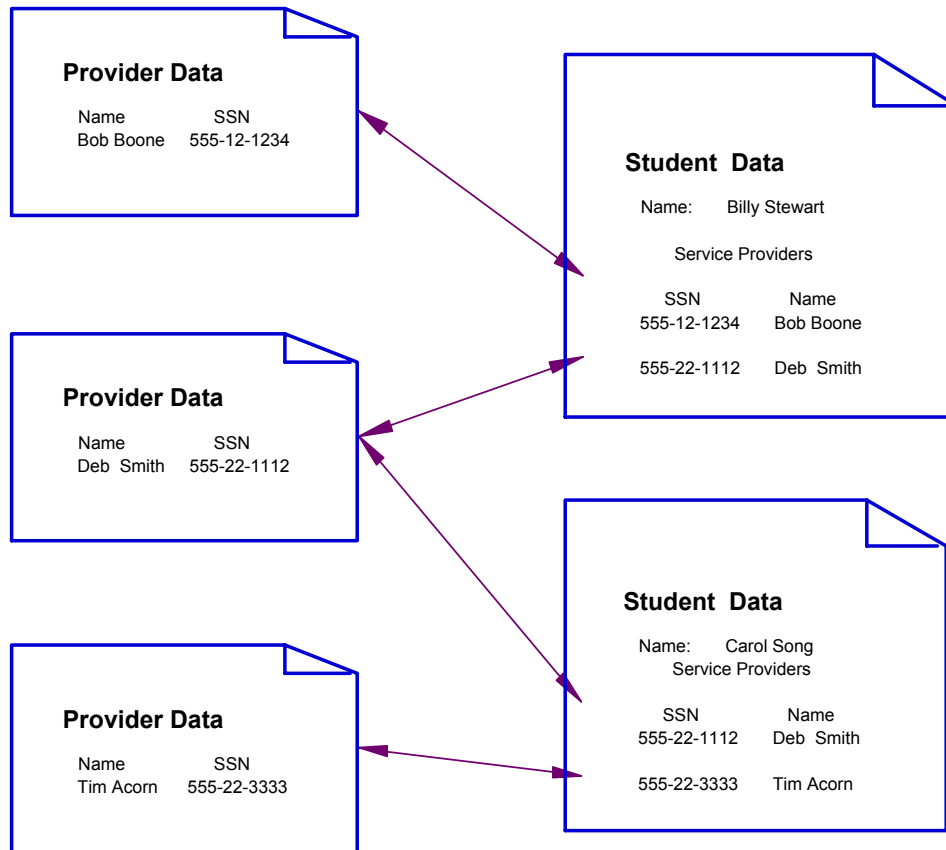 Provider Data
Name SSN
Bob Boone 555-12-1234
Student Data
Name: Billy Stewart
Service Providers
SSN Name
555-12-1234 Bob Boone
555-22-1112 Deb Smith
Provider Data
Name SSN
Deb Smith 555-22-1112
Student Data
Name: Carol Song
Service Providers
SSN Name
555-22-1112 Deb Smith
555-22-3333 Tim Acorn
Provider Data
Name SSN
Tim Acorn 555-22-3333